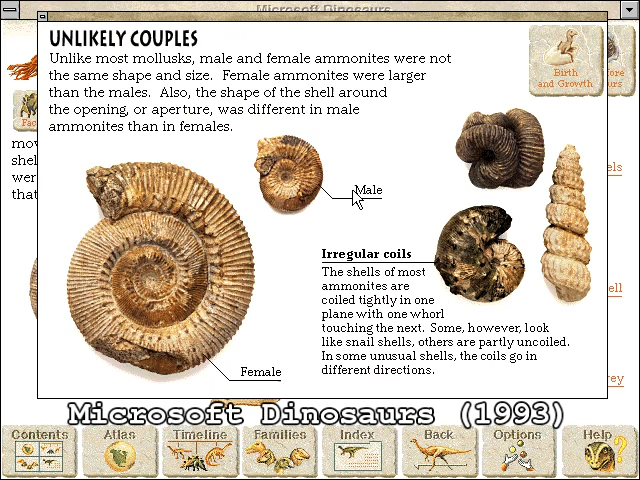 Microsoft Dinosaurs
UNLIKELY COUPLES
Unlike most mollusks, male and female ammonites were not
the same shape and size.  Female ammonites were larger
than the males.  Also, the shape of the shell around
the opening, or aperture, was different in male
ammonites than in females.
Birth
and Growth
Male
Irregular coils
The shells of most
ammonites are
coiled tightly in one
plane with one whorl
touching the next.  Some, however, look
like snail shells, others are partly uncoiled.
In some unusual shells, the coils go in
different directions.
Female
Microsoft Dinosaurs (1993)
Contents
Atlas
Timeline
Families
Index
Back
Options
Help